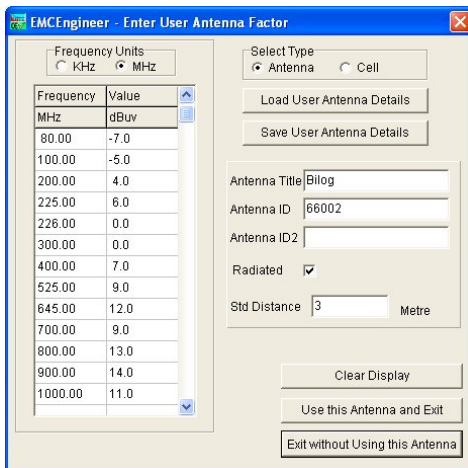 EMCEngineer - Enter User Antenna Factor
Frequency Units
KHz MHz
Frequency Value
MHz dBuv
80.00 -7.0
100.00 -5.0
200.00 4.0
225.00 6.0
226.00 0.0
300.00 0.0
400.00 7.0
525.00 9.0
645.00 12.0
700.00 9.0
800.00 13.0
900.00 14.0
1000.00 11.0
Select Type
Antenna Cell
Load User Antenna Details
Save User Antenna Details
Antenna Title Bilog
Antenna ID 66002
Antenna ID2
Radiated
Std Distance 3 Metre
Clear Display
Use this Antenna and Exit
Exit without Using this Antenna